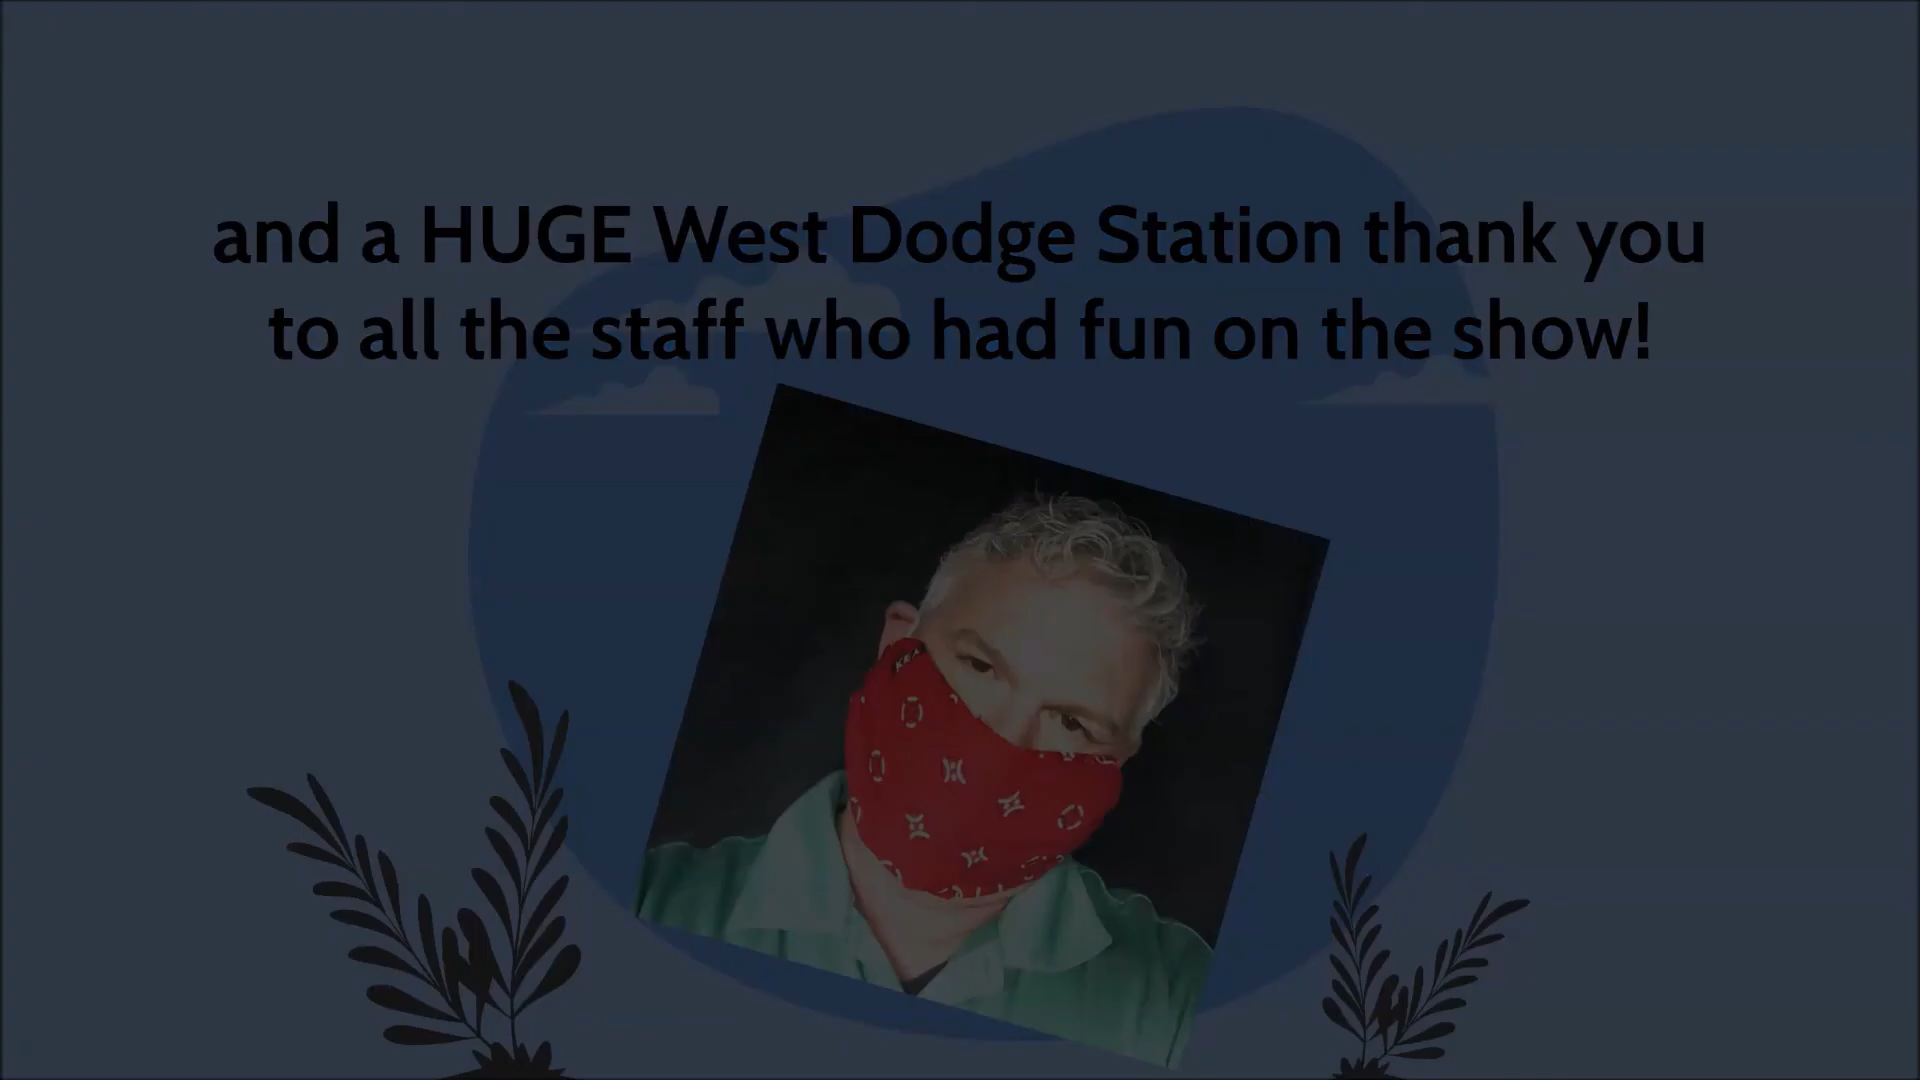 and a HUGE West Dodge Station thank you
to all the staff who had fun on the show!